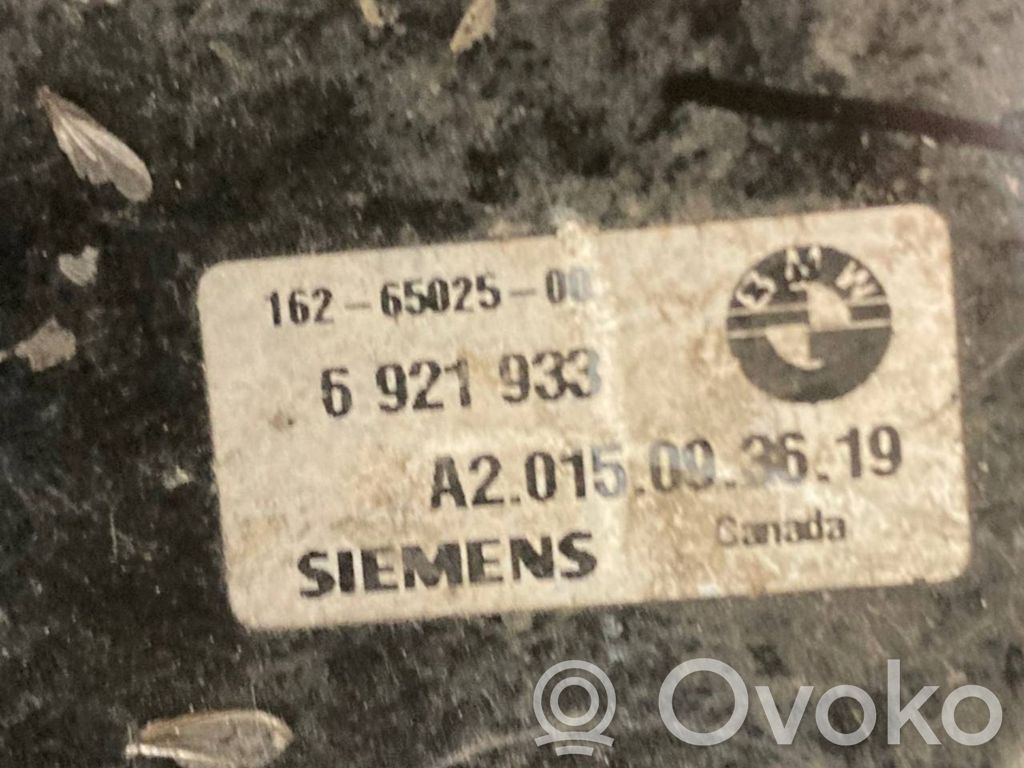 BMW
162-65025-00
6 921 933
A2.015.09.36.19
Canada
SIEMENS
Ovoko